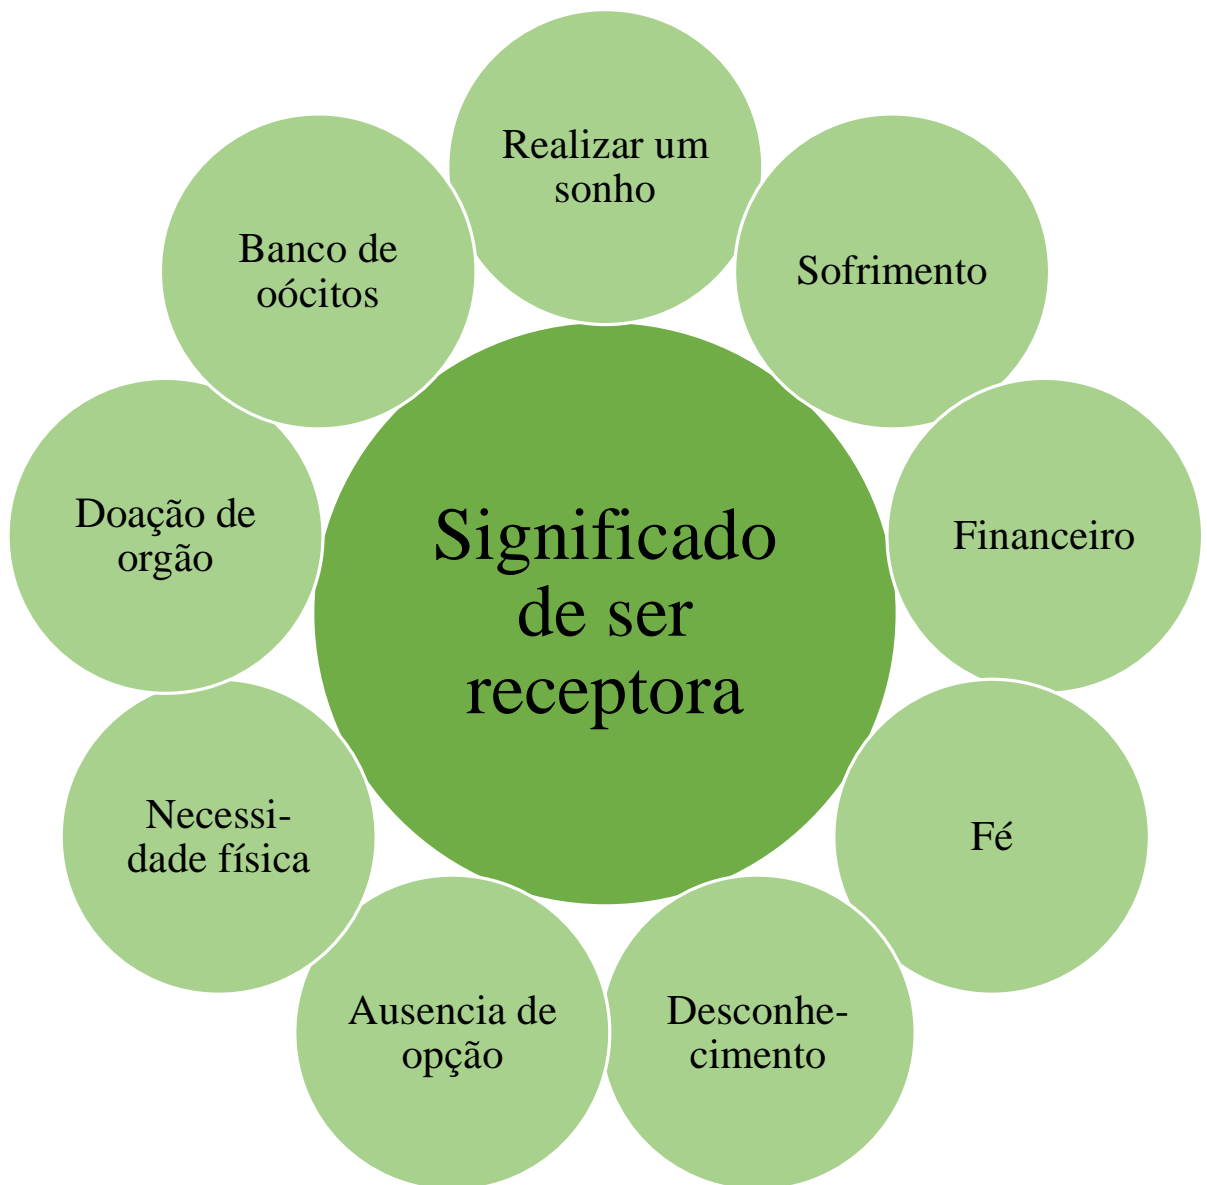 Realizar um
sonho
Sofrimento
Financeiro
Fé
Desconhe-
cimento
Ausencia de
opção
Necessi-
dade física
Doação de
orgão
Banco de
oócitos
Significado
de ser
receptora